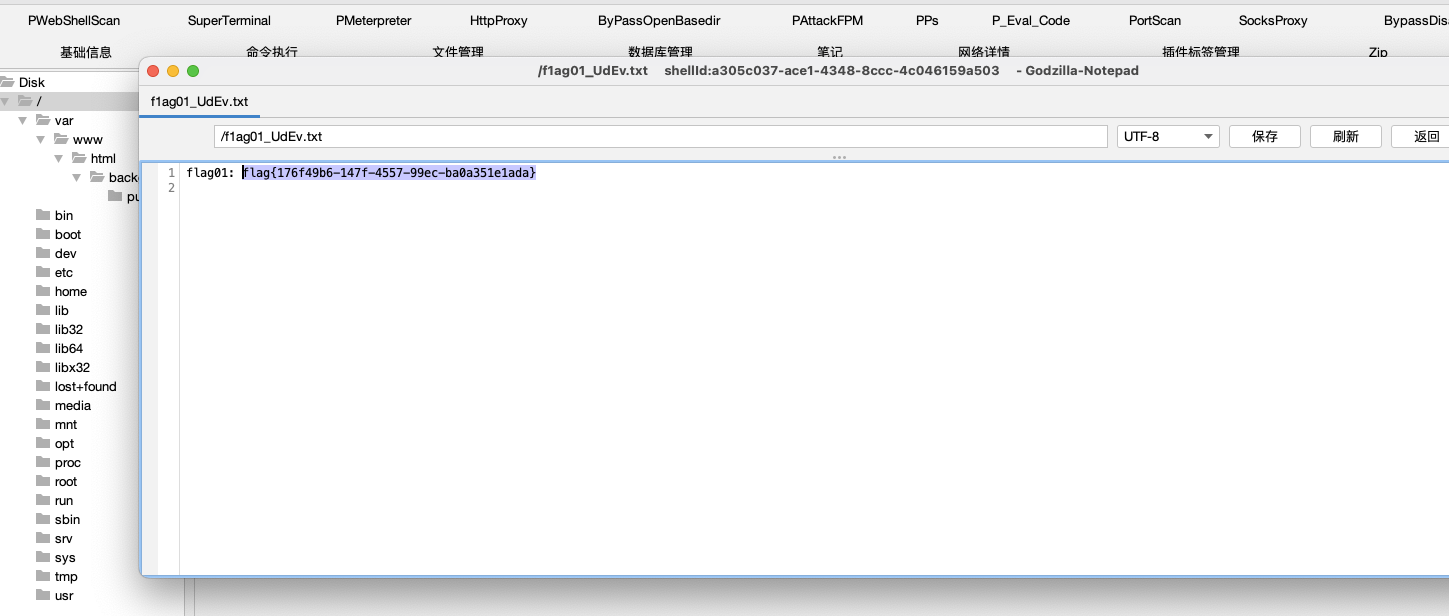 PWebShellScan SuperTerminal PMeterpreter HttpProxy ByPassOpenBasedir PAttackFPM PPs P_Eval_Code PortScan SocksProxy BypassDis
基础信息 命令执行 文件管理 数据库管理 笔记 网络详情 插件标签管理 Zip
/f1ag01_UdEv.txt shellId:a305c037-ace1-4348-8ccc-4c046159a503 - Godzilla-Notepad
f1ag01_UdEv.txt
/f1ag01_UdEv.txt UTF-8 保存 刷新 返回
1 flag01: flag{176f49b6-147f-4557-99ec-ba0a351e1ada}
2
Disk
/
var
www
html
backe
pu
bin
boot
dev
etc
home
lib
lib32
lib64
libx32
lost+found
media
mnt
opt
proc
root
run
sbin
srv
sys
tmp
usr